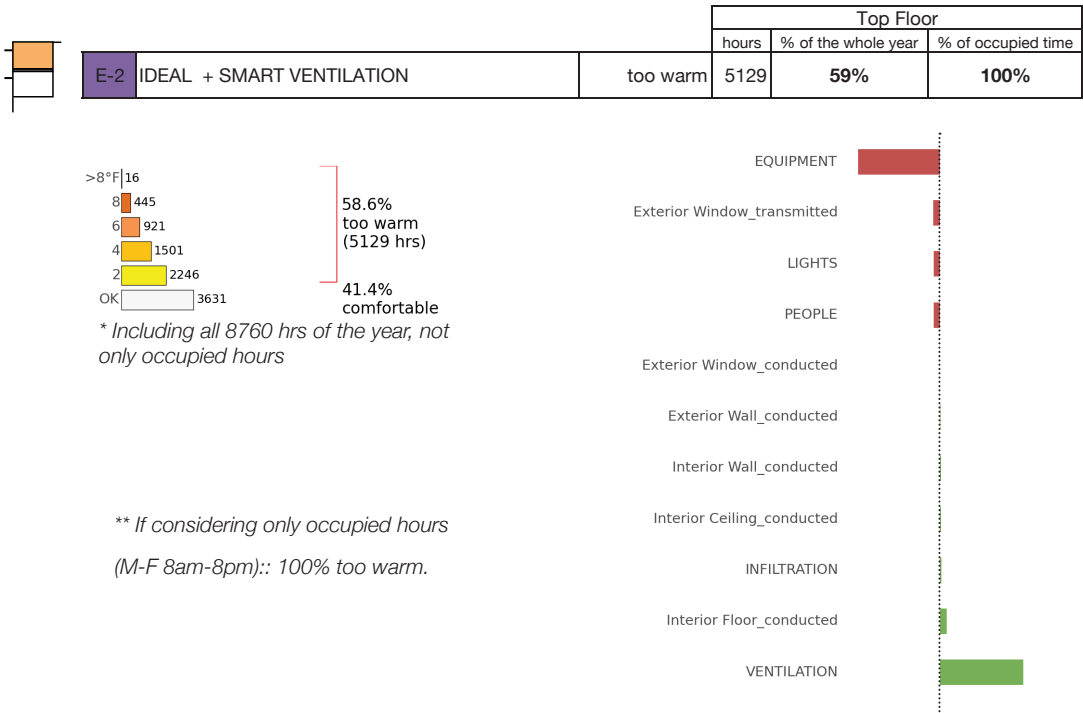 Top Floor
hours % of the whole year % of occupied time
E-2 IDEAL + SMART VENTILATION too warm 5129 59% 100%
>8°F 16
8 445
6 921
4 1501
2 2246
OK 3631
58.6%
too warm
(5129 hrs)
41.4%
comfortable
* Including all 8760 hrs of the year, not
only occupied hours
** If considering only occupied hours
(M-F 8am-8pm):: 100% too warm.
EQUIPMENT
Exterior Window_transmitted
LIGHTS
PEOPLE
Exterior Window_conducted
Exterior Wall_conducted
Interior Wall_conducted
Interior Ceiling_conducted
INFILTRATION
Interior Floor_conducted
VENTILATION